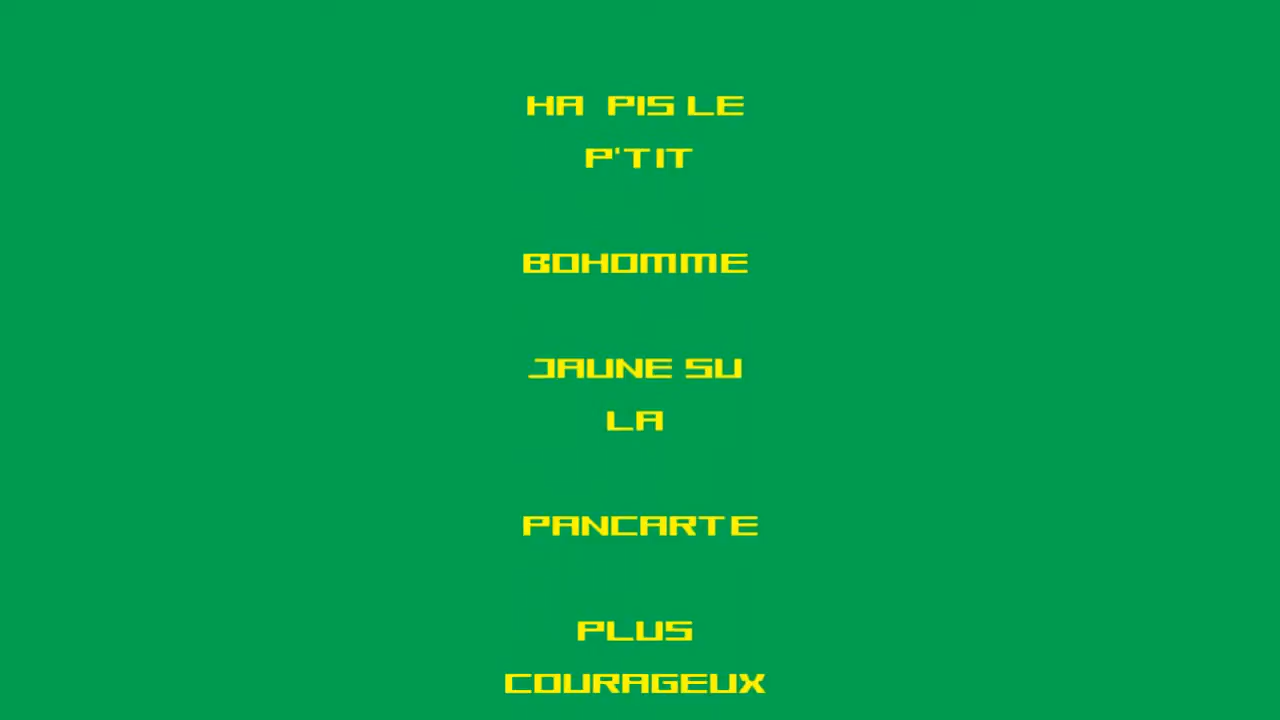 HA PIS LE
P'TIT
BOHOMME
JAUNE SU
LA
PANCARTE
PLUS
COURAGEUX